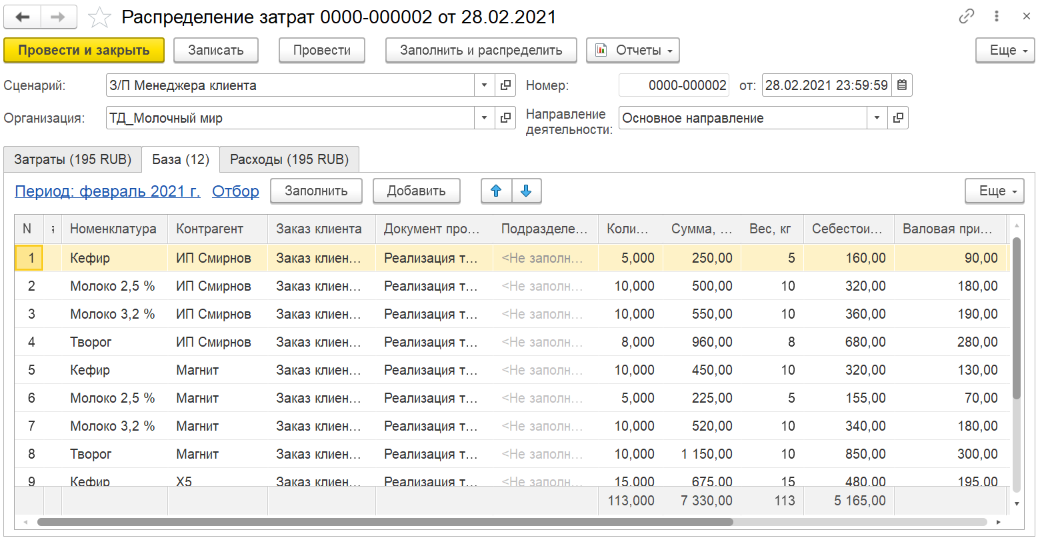 Распределение затрат 0000-000002 от 28.02.2021
Провести и закрыть Записать Провести Заполнить и распределить Отчеты Еще
Сценарий: З/П Менеджера клиента Номер: 0000-000002 от: 28.02.2021 23:59:59
Организация: ТД_Молочный мир Направление деятельности: Основное направление
Затраты (195 RUB) База (12) Расходы (195 RUB)
Период: февраль 2021 г. Отбор Заполнить Добавить Еще
N Номенклатура Контрагент Заказ клиента Документ про... Подразделе... Коли... Сумма, ... Вес, кг Себестои... Валовая при...
1 Кефир ИП Смирнов Заказ клиен... Реализация т... <Не заполн... 5,000 250,00 5 160,00 90,00
2 Молоко 2,5 % ИП Смирнов Заказ клиен... Реализация т... <Не заполн... 10,000 500,00 10 320,00 180,00
3 Молоко 3,2 % ИП Смирнов Заказ клиен... Реализация т... <Не заполн... 10,000 550,00 10 360,00 190,00
4 Творог ИП Смирнов Заказ клиен... Реализация т... <Не заполн... 8,000 960,00 8 680,00 280,00
5 Кефир Магнит Заказ клиен... Реализация т... <Не заполн... 10,000 450,00 10 320,00 130,00
6 Молоко 2,5 % Магнит Заказ клиен... Реализация т... <Не заполн... 5,000 225,00 5 155,00 70,00
7 Молоко 3,2 % Магнит Заказ клиен... Реализация т... <Не заполн... 10,000 520,00 10 340,00 180,00
8 Творог Магнит Заказ клиен... Реализация т... <Не заполн... 10,000 1 150,00 10 850,00 300,00
9 Кефир X5 Заказ клиен... Реализация т... <Не заполн... 15,000 675,00 15 480,00 195,00
113,000 7 330,00 113 5 165,00